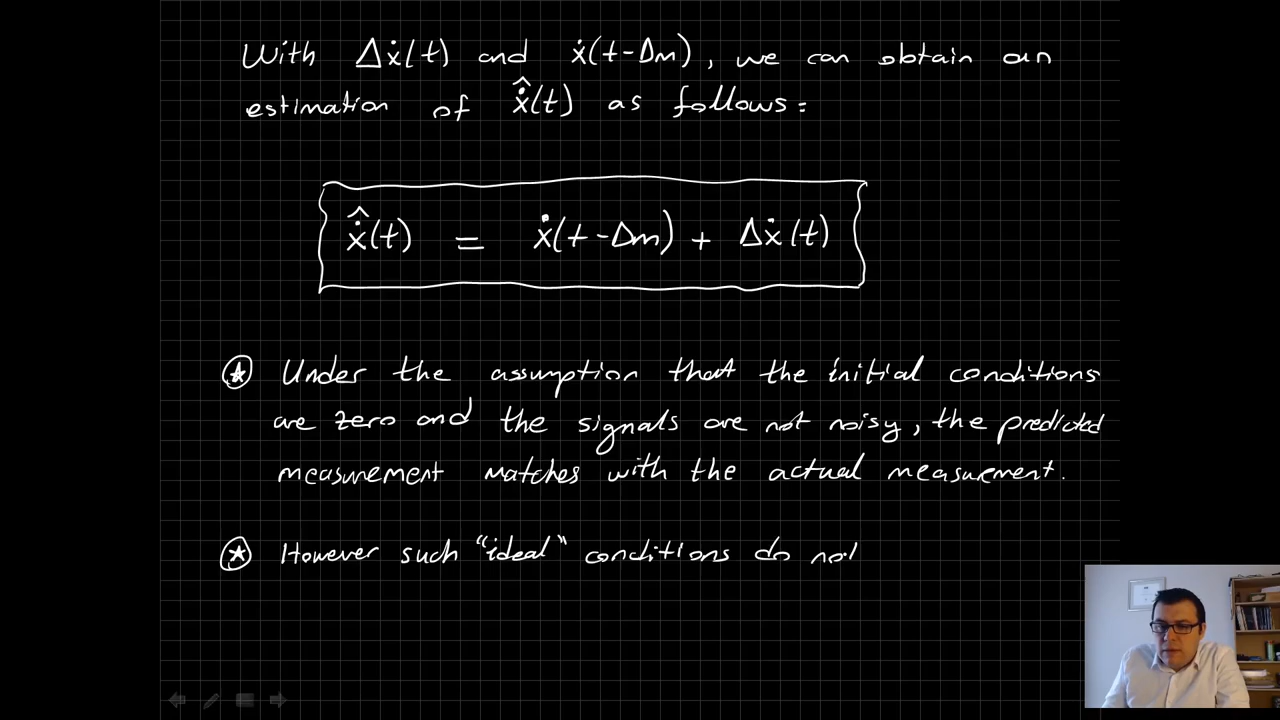 With Δẋ(t) and ẋ(t-Δm), we can obtain an
estimation of ẋ̂(t) as follows:
ẋ̂(t) = ẋ(t-Δm) + Δẋ(t)
⍟ Under the assumption that the initial conditions
are zero and the signals are not noisy, the predicted
measurement matches with the actual measurement.
⍟ However such "ideal" conditions do not